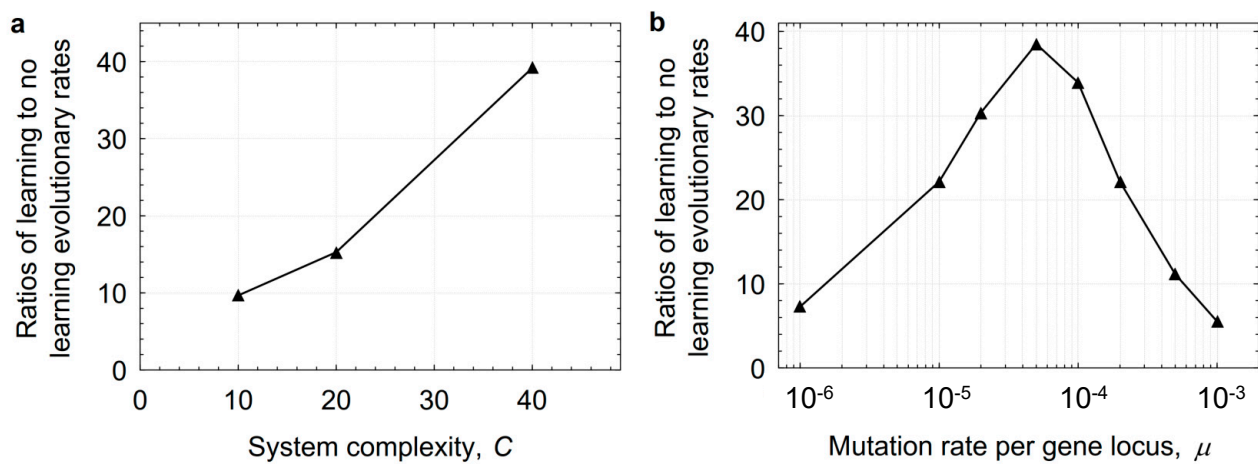 a
Ratios of learning to no
learning evolutionary rates
40
30
20
10
0
0 10 20 30 40
System complexity, C
b
Ratios of learning to no
learning evolutionary rates
40
30
20
10
0
10⁻⁶ 10⁻⁵ 10⁻⁴ 10⁻³
Mutation rate per gene locus, μ